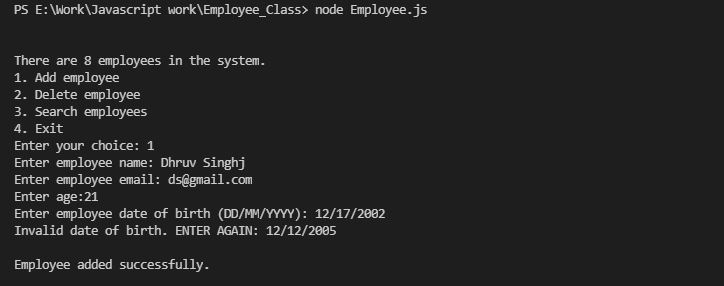 PS E:\Work\Javascript work\Employee_Class> node Employee.js
There are 8 employees in the system.
1. Add employee
2. Delete employee
3. Search employees
4. Exit
Enter your choice: 1
Enter employee name: Dhruv Singhj
Enter employee email: ds@gmail.com
Enter age:21
Enter employee date of birth (DD/MM/YYYY): 12/17/2002
Invalid date of birth. ENTER AGAIN: 12/12/2005
Employee added successfully.